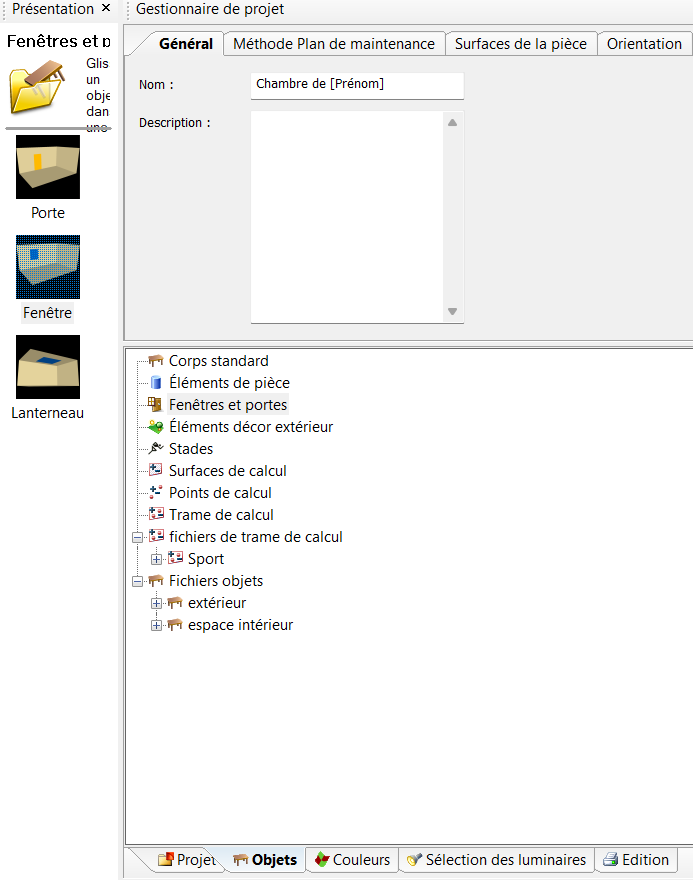 Présentation
Fenêtres et p
Glis
un
obje
dan
une
Porte
Fenêtre
Lanterneau
Gestionnaire de projet
Général
Méthode Plan de maintenance
Surfaces de la pièce
Orientation
Nom :
Chambre de [Prénom]
Description :
Corps standard
Éléments de pièce
Fenêtres et portes
Éléments décor extérieur
Stades
Surfaces de calcul
Points de calcul
Trame de calcul
fichiers de trame de calcul
Sport
Fichiers objets
extérieur
espace intérieur
Projet
Objets
Couleurs
Sélection des luminaires
Edition